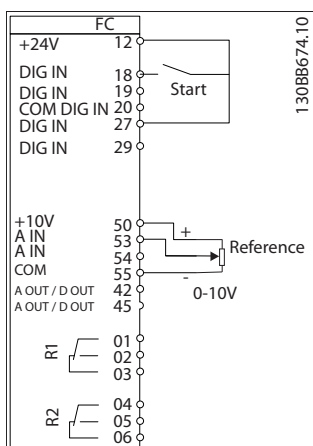 FC
+24V 12
DIG IN 18
DIG IN 19
COM DIG IN 20
DIG IN 27
DIG IN 29
Start
130BB674.10
+10V 50
A IN 53
A IN 54
COM 55
A OUT / D OUT 42
A OUT / D OUT 45
+
-
Reference
0-10V
R1
01
02
03
R2
04
05
06